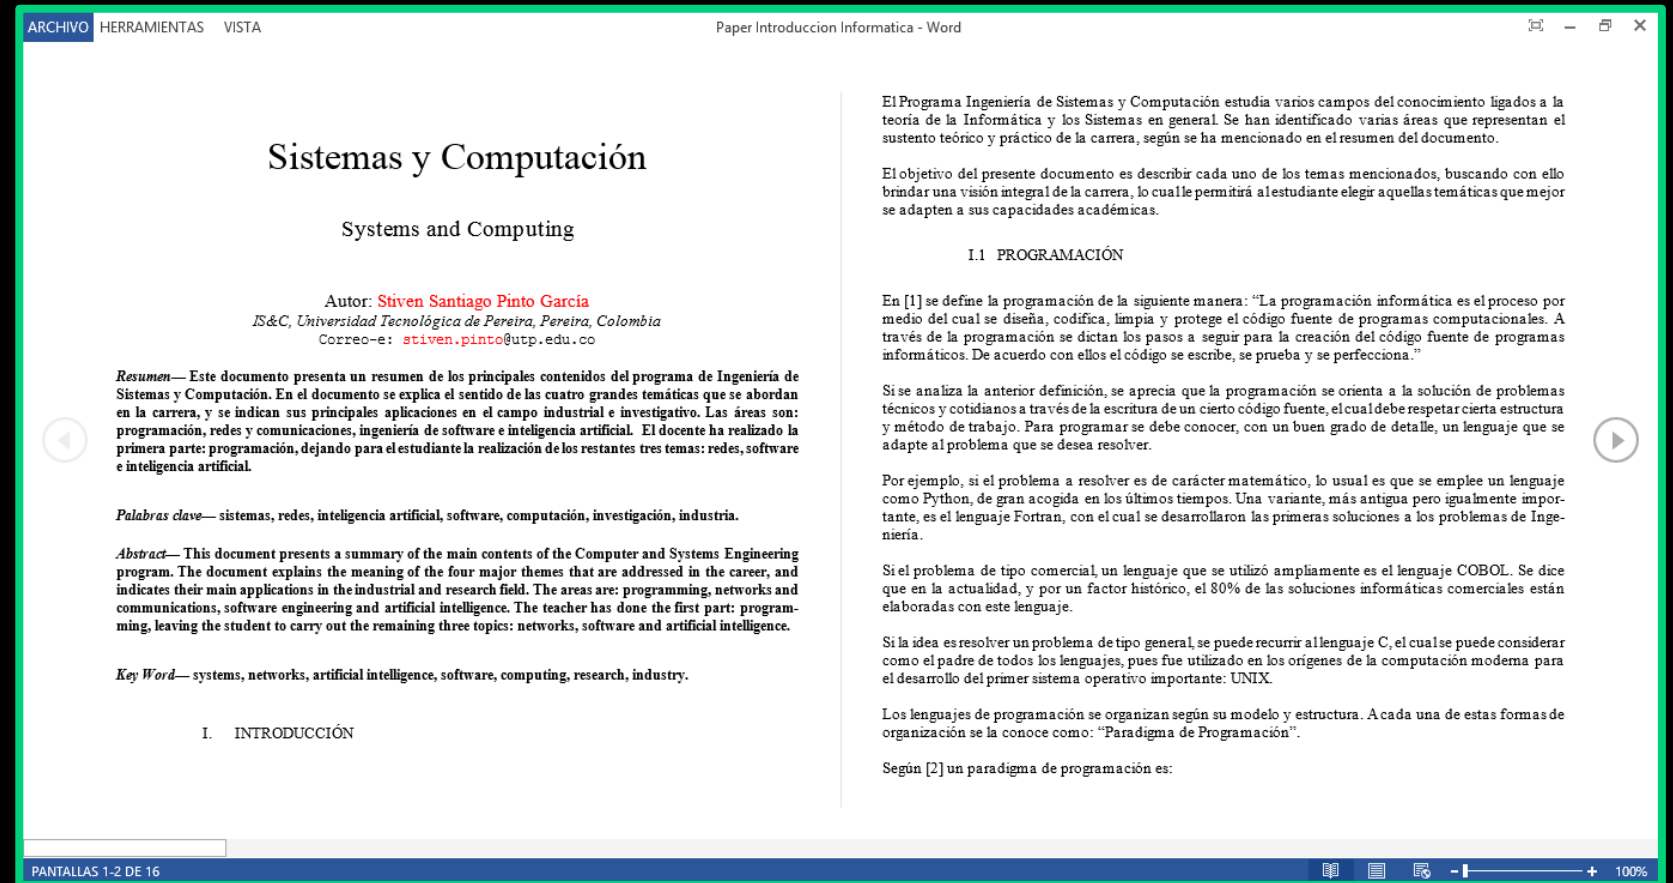 ARCHIVO HERRAMIENTAS VISTA
Paper Introduccion Informatica - Word
Sistemas y Computación
Systems and Computing
Autor: Stiven Santiago Pinto García
IS&C, Universidad Tecnológica de Pereira, Pereira, Colombia
Correo-e: stiven.pinto@utp.edu.co
Resumen— Este documento presenta un resumen de los principales contenidos del programa de Ingeniería de
Sistemas y Computación. En el documento se explica el sentido de las cuatro grandes temáticas que se abordan
en la carrera, y se indican sus principales aplicaciones en el campo industrial e investigativo. Las áreas son:
programación, redes y comunicaciones, ingeniería de software e inteligencia artificial. El docente ha realizado la
primera parte: programación, dejando para el estudiante la realización de los restantes tres temas: redes, software
e inteligencia artificial.
Palabras clave— sistemas, redes, inteligencia artificial, software, computación, investigación, industria.
Abstract— This document presents a summary of the main contents of the Computer and Systems Engineering
program. The document explains the meaning of the four major themes that are addressed in the career, and
indicates their main applications in the industrial and research field. The areas are: programming, networks and
communications, software engineering and artificial intelligence. The teacher has done the first part: program-
ming, leaving the student to carry out the remaining three topics: networks, software and artificial intelligence.
Key Word— systems, networks, artificial intelligence, software, computing, research, industry.
I. INTRODUCCIÓN
El Programa Ingeniería de Sistemas y Computación estudia varios campos del conocimiento ligados a la
teoría de la Informática y los Sistemas en general. Se han identificado varias áreas que representan el
sustento teórico y práctico de la carrera, según se ha mencionado en el resumen del documento.
El objetivo del presente documento es describir cada uno de los temas mencionados, buscando con ello
brindar una visión integral de la carrera, lo cual le permitirá al estudiante elegir aquellas temáticas que mejor
se adapten a sus capacidades académicas.
I.1 PROGRAMACIÓN
En [1] se define la programación de la siguiente manera: “La programación informática es el proceso por
medio del cual se diseña, codifica, limpia y protege el código fuente de programas computacionales. A
través de la programación se dictan los pasos a seguir para la creación del código fuente de programas
informáticos. De acuerdo con ellos el código se escribe, se prueba y se perfecciona.”
Si se analiza la anterior definición, se aprecia que la programación se orienta a la solución de problemas
técnicos y cotidianos a través de la escritura de un cierto código fuente, el cual debe respetar cierta estructura
y método de trabajo. Para programar se debe conocer, con un buen grado de detalle, un lenguaje que se
adapte al problema que se desea resolver.
Por ejemplo, si el problema a resolver es de carácter matemático, lo usual es que se emplee un lenguaje
como Python, de gran acogida en los últimos tiempos. Una variante, más antigua pero igualmente impor-
tante, es el lenguaje Fortran, con el cual se desarrollaron las primeras soluciones a los problemas de Inge-
niería.
Si el problema de tipo comercial, un lenguaje que se utilizó ampliamente es el lenguaje COBOL. Se dice
que en la actualidad, y por un factor histórico, el 80% de las soluciones informáticas comerciales están
elaboradas con este lenguaje.
Si la idea es resolver un problema de tipo general, se puede recurrir al lenguaje C, el cual se puede considerar
como el padre de todos los lenguajes, pues fue utilizado en los orígenes de la computación moderna para
el desarrollo del primer sistema operativo importante: UNIX.
Los lenguajes de programación se organizan según su modelo y estructura. A cada una de estas formas de
organización se la conoce como: “Paradigma de Programación”.
Según [2] un paradigma de programación es:
PANTALLAS 1-2 DE 16
100%